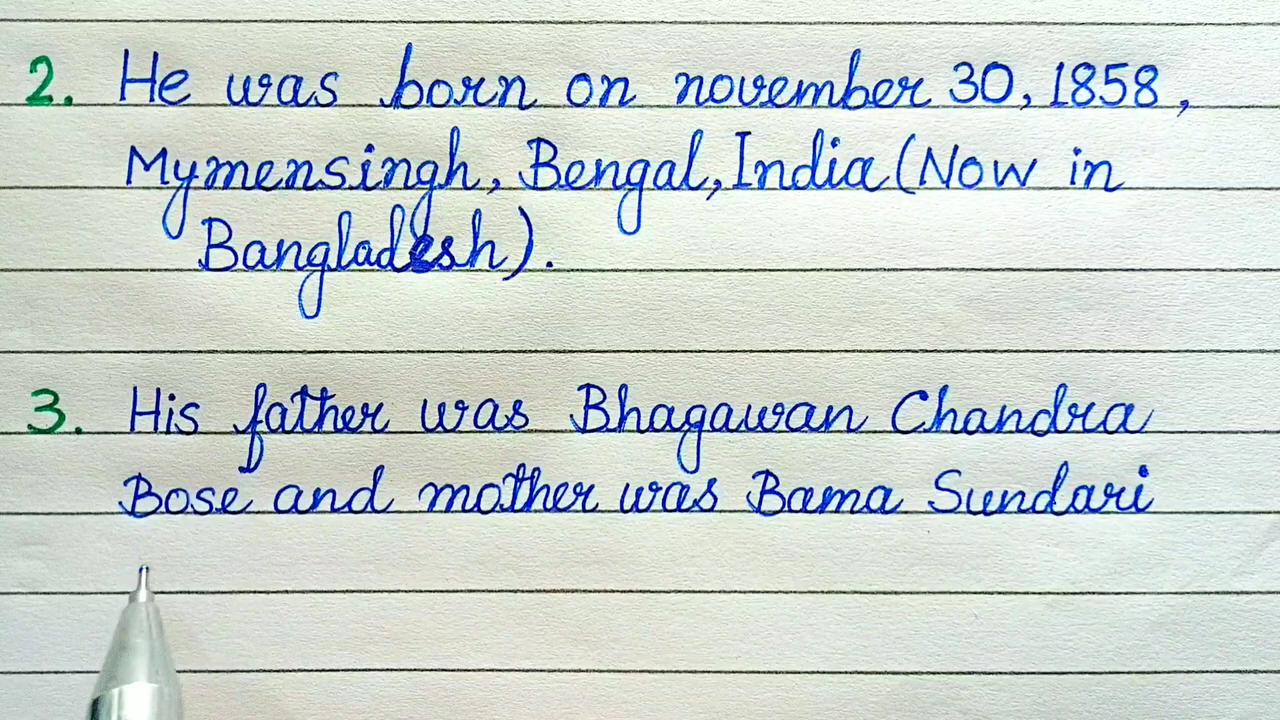 2. He was born on november 30, 1858,
Mymensingh, Bengal, India (Now in
Bangladesh).
3. His father was Bhagawan Chandra
Bose and mother was Bama Sundari